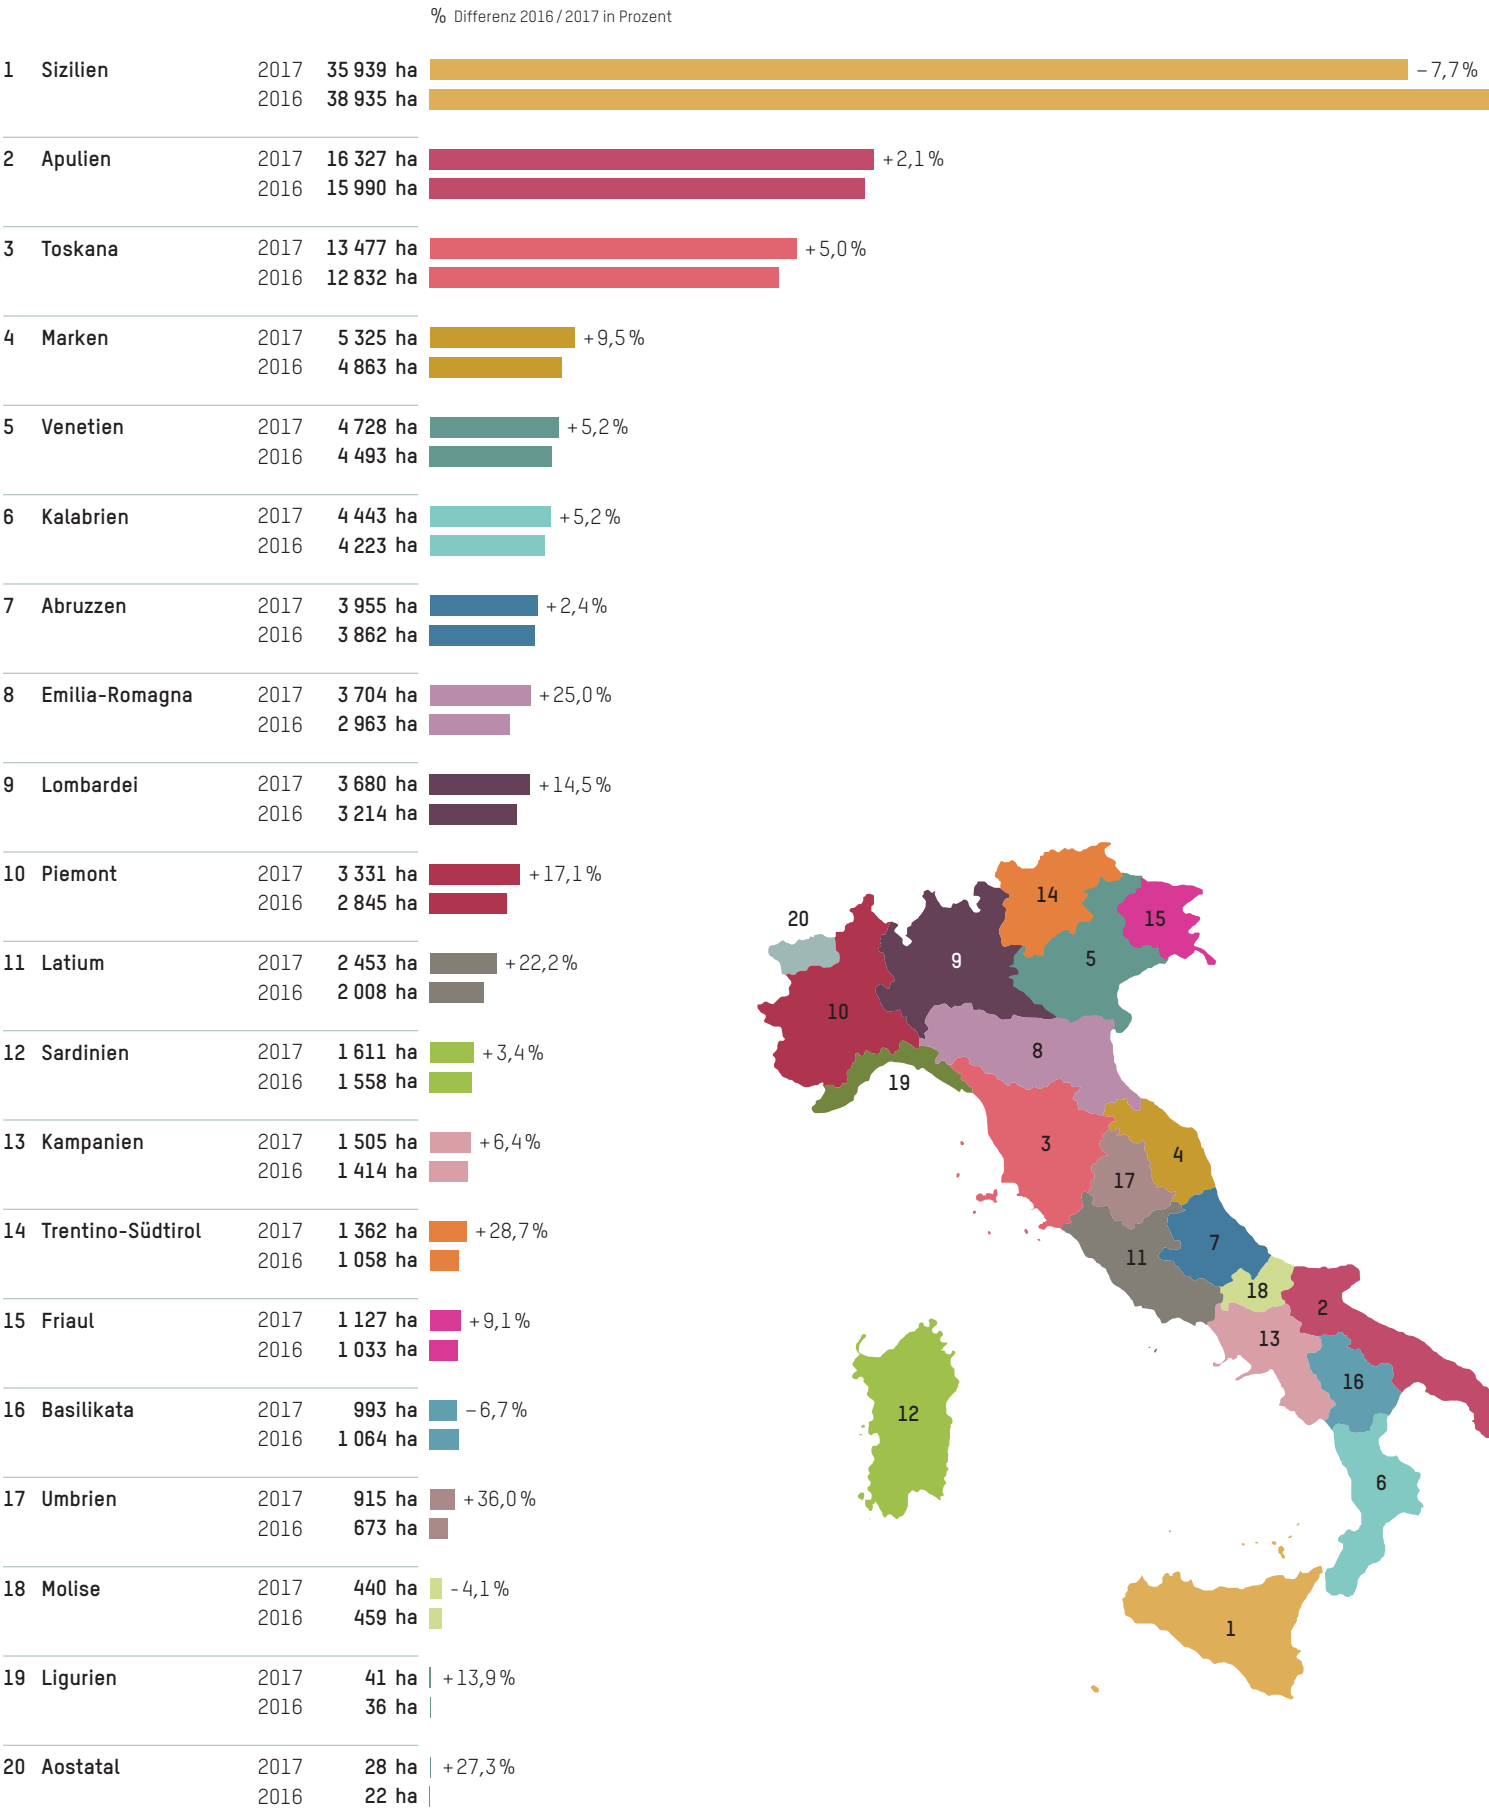 % Differenz 2016 / 2017 in Prozent
1 Sizilien 2017 35 939 ha – 7,7 %
2016 38 935 ha
2 Apulien 2017 16 327 ha + 2,1 %
2016 15 990 ha
3 Toskana 2017 13 477 ha + 5,0 %
2016 12 832 ha
4 Marken 2017 5 325 ha + 9,5 %
2016 4 863 ha
5 Venetien 2017 4 728 ha + 5,2 %
2016 4 493 ha
6 Kalabrien 2017 4 443 ha + 5,2 %
2016 4 223 ha
7 Abruzzen 2017 3 955 ha + 2,4 %
2016 3 862 ha
8 Emilia-Romagna 2017 3 704 ha + 25,0 %
2016 2 963 ha
9 Lombardei 2017 3 680 ha + 14,5 %
2016 3 214 ha
10 Piemont 2017 3 331 ha + 17,1 %
2016 2 845 ha
11 Latium 2017 2 453 ha + 22,2 %
2016 2 008 ha
12 Sardinien 2017 1 611 ha + 3,4 %
2016 1 558 ha
13 Kampanien 2017 1 505 ha + 6,4 %
2016 1 414 ha
14 Trentino-Südtirol 2017 1 362 ha + 28,7 %
2016 1 058 ha
15 Friaul 2017 1 127 ha + 9,1 %
2016 1 033 ha
16 Basilikata 2017 993 ha – 6,7 %
2016 1 064 ha
17 Umbrien 2017 915 ha + 36,0 %
2016 673 ha
18 Molise 2017 440 ha - 4,1 %
2016 459 ha
19 Ligurien 2017 41 ha + 13,9 %
2016 36 ha
20 Aostatal 2017 28 ha + 27,3 %
2016 22 ha
14
20
15
9
5
10
8
19
3
4
17
7
11
18
2
13
16
12
6
1